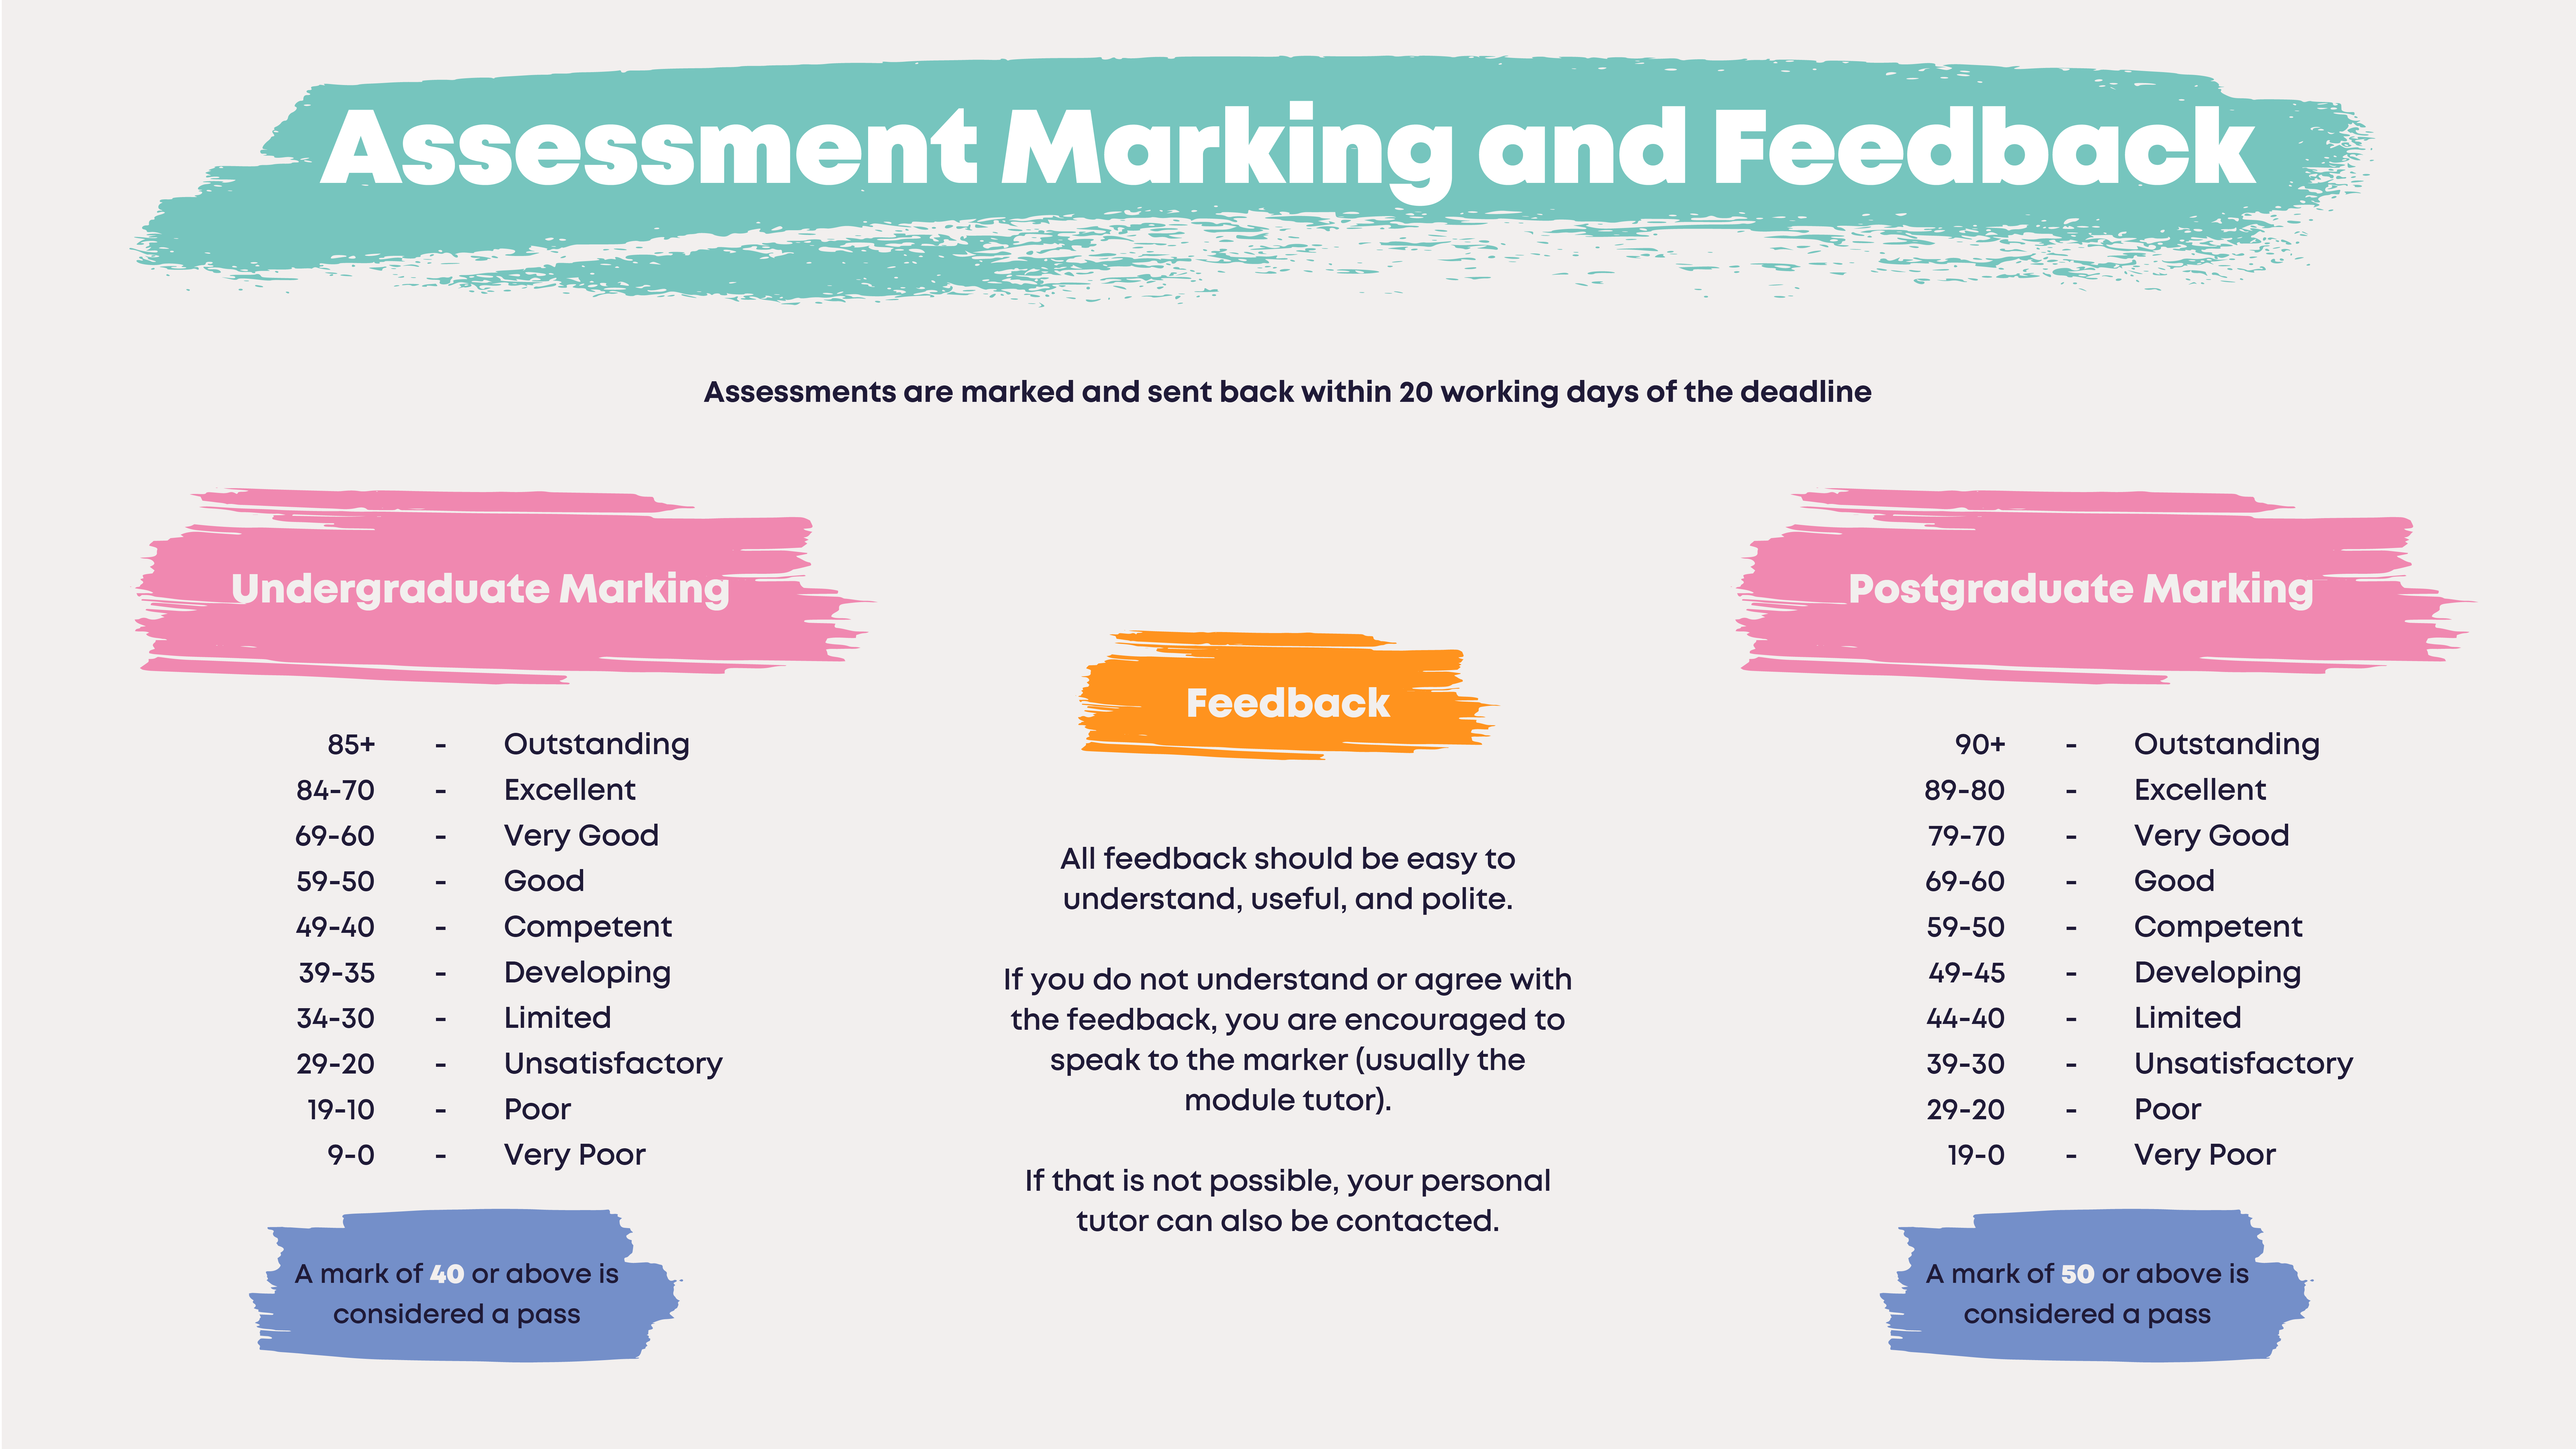 Assessment Marking and Feedback
Assessments are marked and sent back within 20 working days of the deadline
Undergraduate Marking
85+ - Outstanding
84-70 - Excellent
69-60 - Very Good
59-50 - Good
49-40 - Competent
39-35 - Developing
34-30 - Limited
29-20 - Unsatisfactory
19-10 - Poor
9-0 - Very Poor
A mark of 40 or above is
considered a pass
Feedback
All feedback should be easy to
understand, useful, and polite.
If you do not understand or agree with
the feedback, you are encouraged to
speak to the marker (usually the
module tutor).
If that is not possible, your personal
tutor can also be contacted.
Postgraduate Marking
90+ - Outstanding
89-80 - Excellent
79-70 - Very Good
69-60 - Good
59-50 - Competent
49-45 - Developing
44-40 - Limited
39-30 - Unsatisfactory
29-20 - Poor
19-0 - Very Poor
A mark of 50 or above is
considered a pass